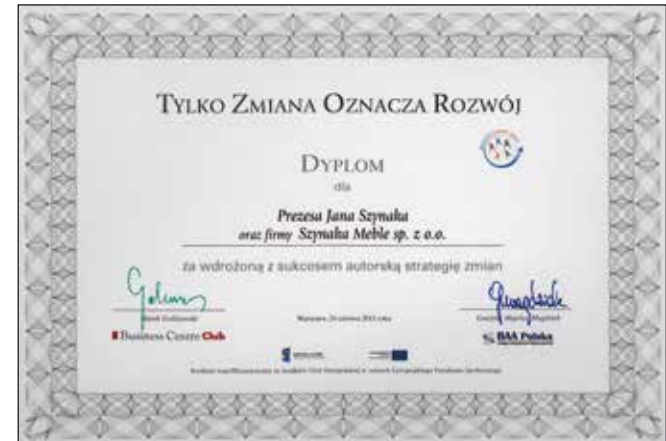 TYLKO ZMIANA OZNACZA ROZWÓJ
DYPLOM
dla
Prezesa Jana Szynaka
oraz firmy Szynaka Meble sp. z o.o.
za wdrożoną z sukcesem autorską strategię zmian
Business Centre Club
BAA Polska